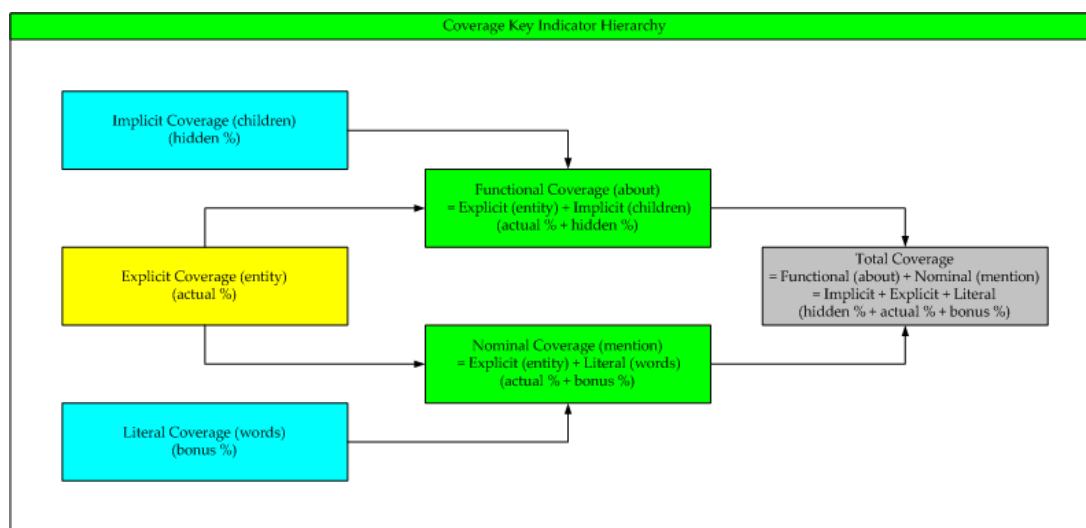 Coverage Key Indicator Hierarchy
Implicit Coverage (children)
(hidden %)
Functional Coverage (about)
= Explicit (entity) + Implicit (children)
(actual % + hidden %)
Explicit Coverage (entity)
(actual %)
Total Coverage
= Functional (about) + Nominal (mention)
= Implicit + Explicit + Literal
(hidden % + actual % + bonus %)
Nominal Coverage (mention)
= Explicit (entity) + Literal (words)
(actual % + bonus %)
Literal Coverage (words)
(bonus %)